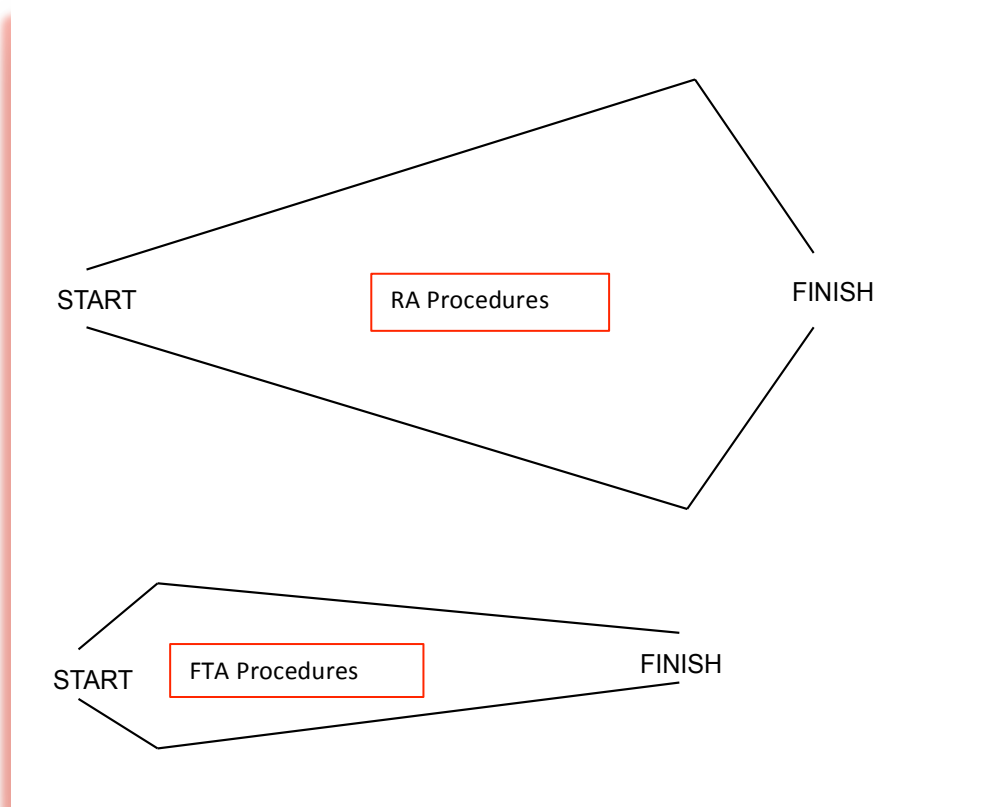 START
RA Procedures
FINISH
START
FTA Procedures
FINISH